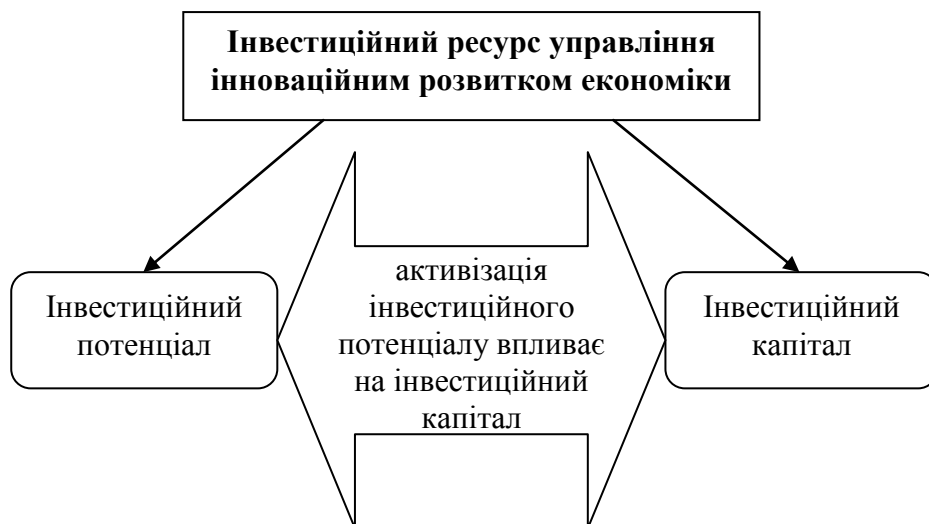 Інвестиційний ресурс управління
інноваційним розвитком економіки
Інвестиційний
потенціал
активізація
інвестиційного
потенціалу впливає
на інвестиційний
капітал
Інвестиційний
капітал